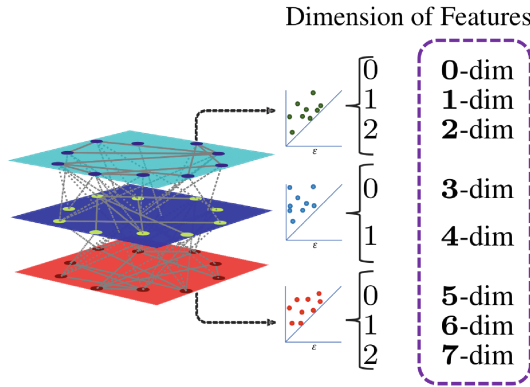 Dimension of Features
0 0-dim
1 1-dim
2 2-dim
ε
0 3-dim
1 4-dim
ε
0 5-dim
1 6-dim
2 7-dim
ε